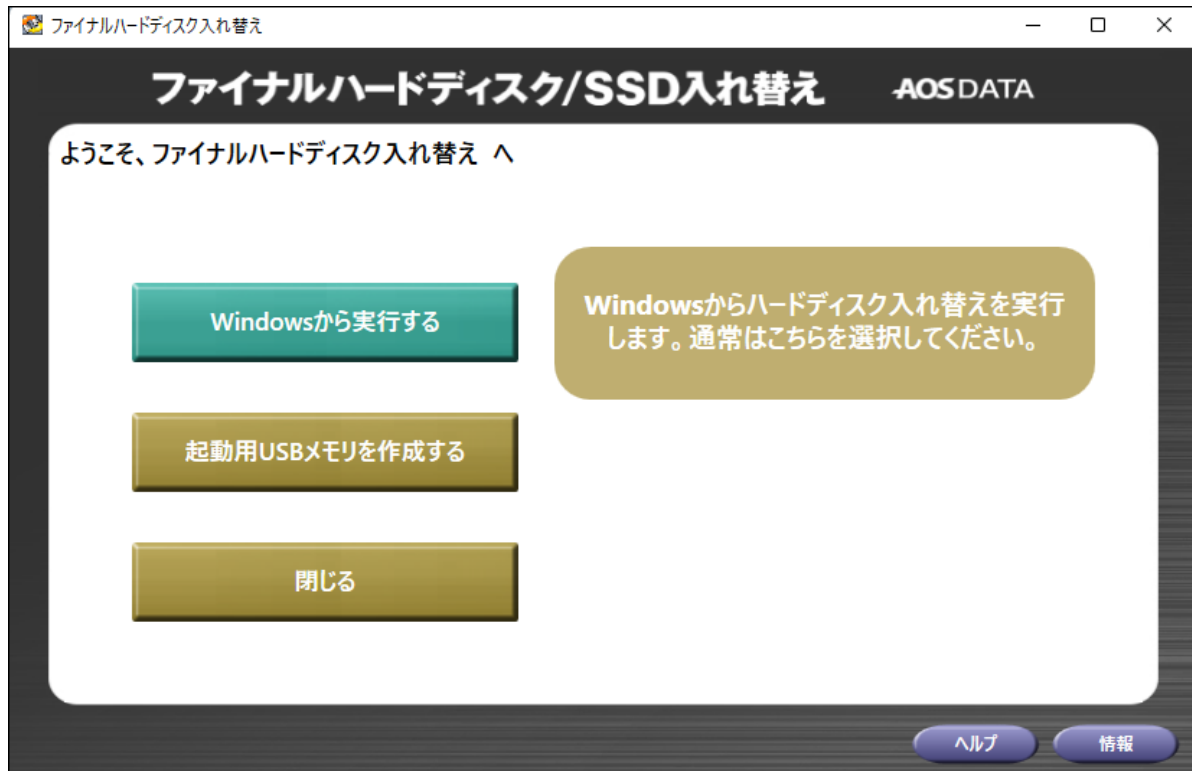 ファイナルハードディスク入れ替え
ファイナルハードディスク/SSD入れ替え
AOSDATA
ようこそ、ファイナルハードディスク入れ替え へ
Windowsから実行する
Windowsからハードディスク入れ替えを実行
します。通常はこちらを選択してください。
起動用USBメモリを作成する
閉じる
ヘルプ
情報